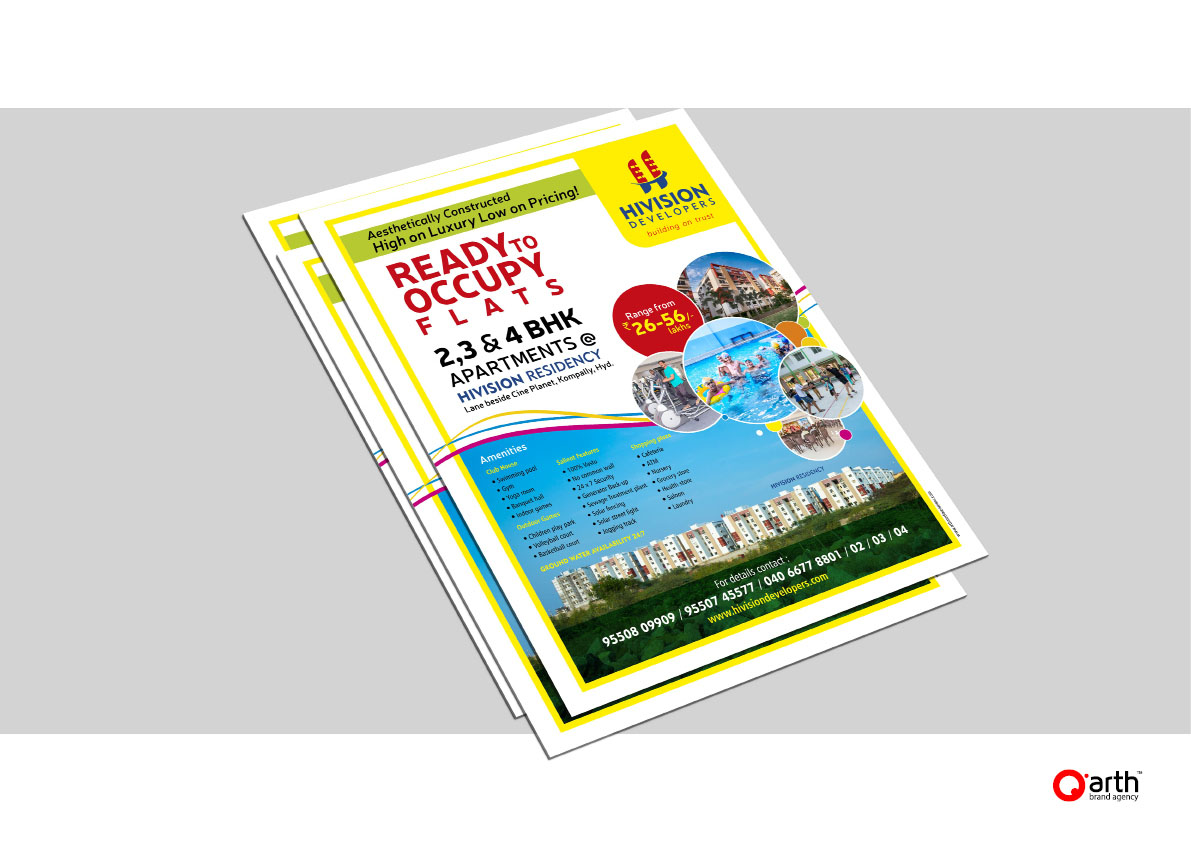 Aesthetically Constructed
High on Luxury Low on Pricing!
HIVISION
DEVELOPERS
building on trust
READY TO
OCCUPY
FLATS
2,3 & 4 BHK
APARTMENTS @
HIVISION RESIDENCY
Lane beside Cine Planet, Kompally, Hyd.
Range from
₹ 26-56/-
lakhs
Amenities
Club House
• Swimming pool
• Gym
• Yoga room
• Banquet hall
• Indoor games
Outdoor Games
• Children play park
• Volleyball court
• Basketball court
Salient Features
• 100% Vastu
• No common wall
• 24 x 7 Security
• Generator Back-up
• Sewage Treatment plant
• Solar fencing
• Solar street light
• Jogging track
Shopping plaza
• Cafeteria
• ATM
• Nursery
• Grocery store
• Health store
• Saloon
• Laundry
GROUND WATER AVAILABILITY 24/7
HIVISION RESIDENCY
For details contact :
95508 09909 / 95507 45577 / 040 6677 8801 / 02 / 03 / 04
www.hivisiondevelopers.com
arth™
brand agency